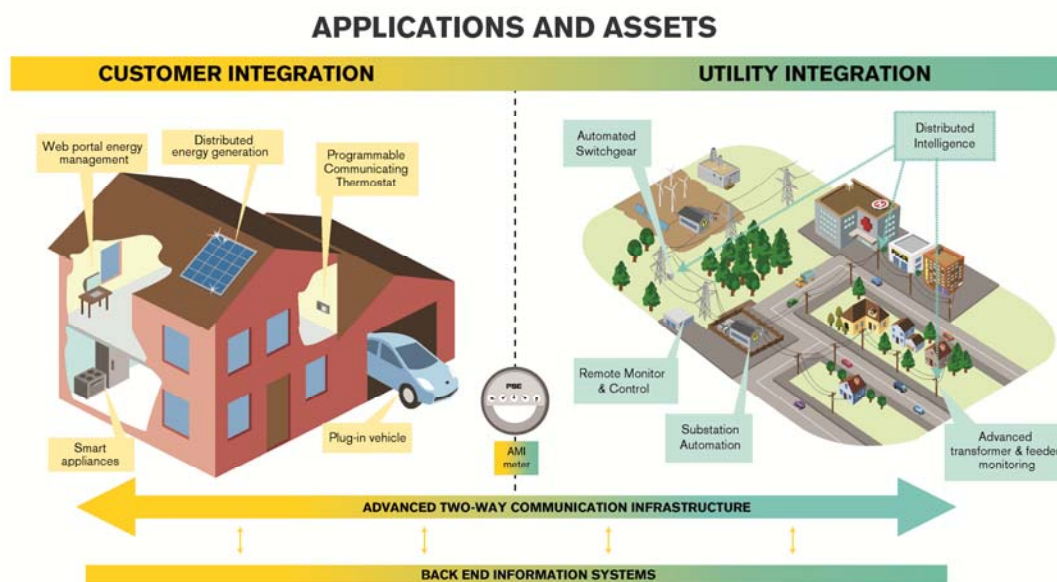 APPLICATIONS AND ASSETS
CUSTOMER INTEGRATION
UTILITY INTEGRATION
Web portal energy
management
Distributed
energy generation
Programmable
Communicating
Thermostat
Smart
appliances
Plug-in vehicle
PSE
AMI
meter
Automated
Switchgear
Distributed
Intelligence
Remote Monitor
& Control
Substation
Automation
Advanced
transformer & feeder
monitoring
ADVANCED TWO-WAY COMMUNICATION INFRASTRUCTURE
BACK END INFORMATION SYSTEMS